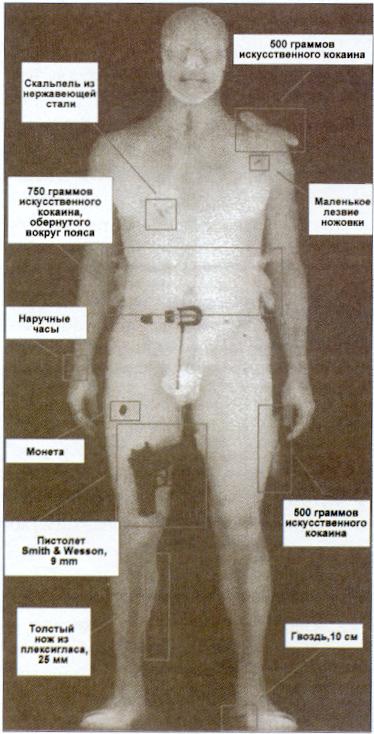 500 граммов
искусственного кокаина
Скальпель из
нержавеющей
стали
750 граммов
искусственного
кокаина,
обернутого
вокруг пояса
Маленькое
лезвие
ножовки
Наручные
часы
Монета
500 граммов
искусственного
кокаина
Пистолет
Smith & Wesson,
9 mm
Толстый
нож из
плексигласа,
25 мм
Гвоздь,10 см